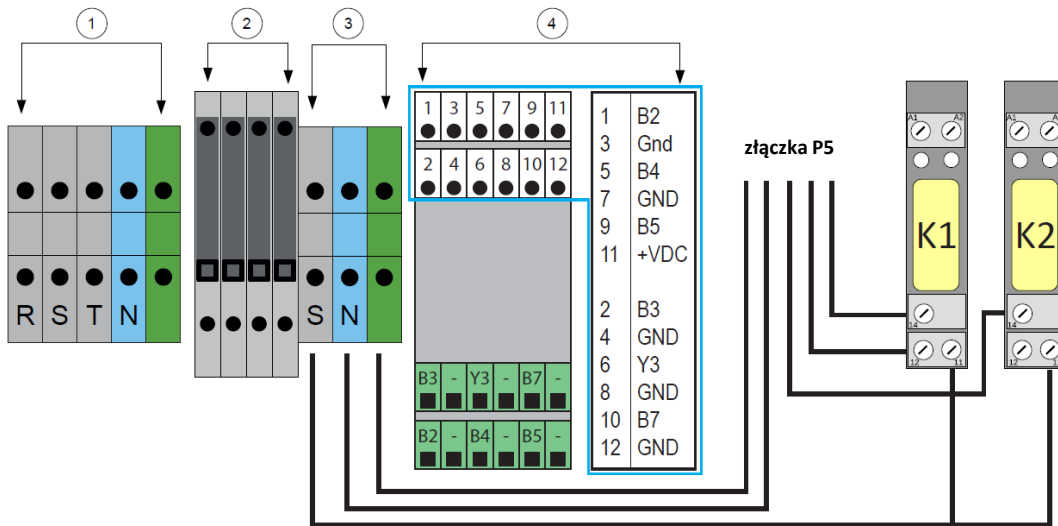 1
2
3
4
R S T N
S N
1 3 5 7 9 11
2 4 6 8 10 12
B3 - Y3 - B7 -
B2 - B4 - B5 -
1 B2
3 Gnd
5 B4
7 GND
9 B5
11 +VDC
2 B3
4 GND
6 Y3
8 GND
10 B7
12 GND
złączka P5
A1 A2
K1
14
12 11
A1 A
K2
14
12 1